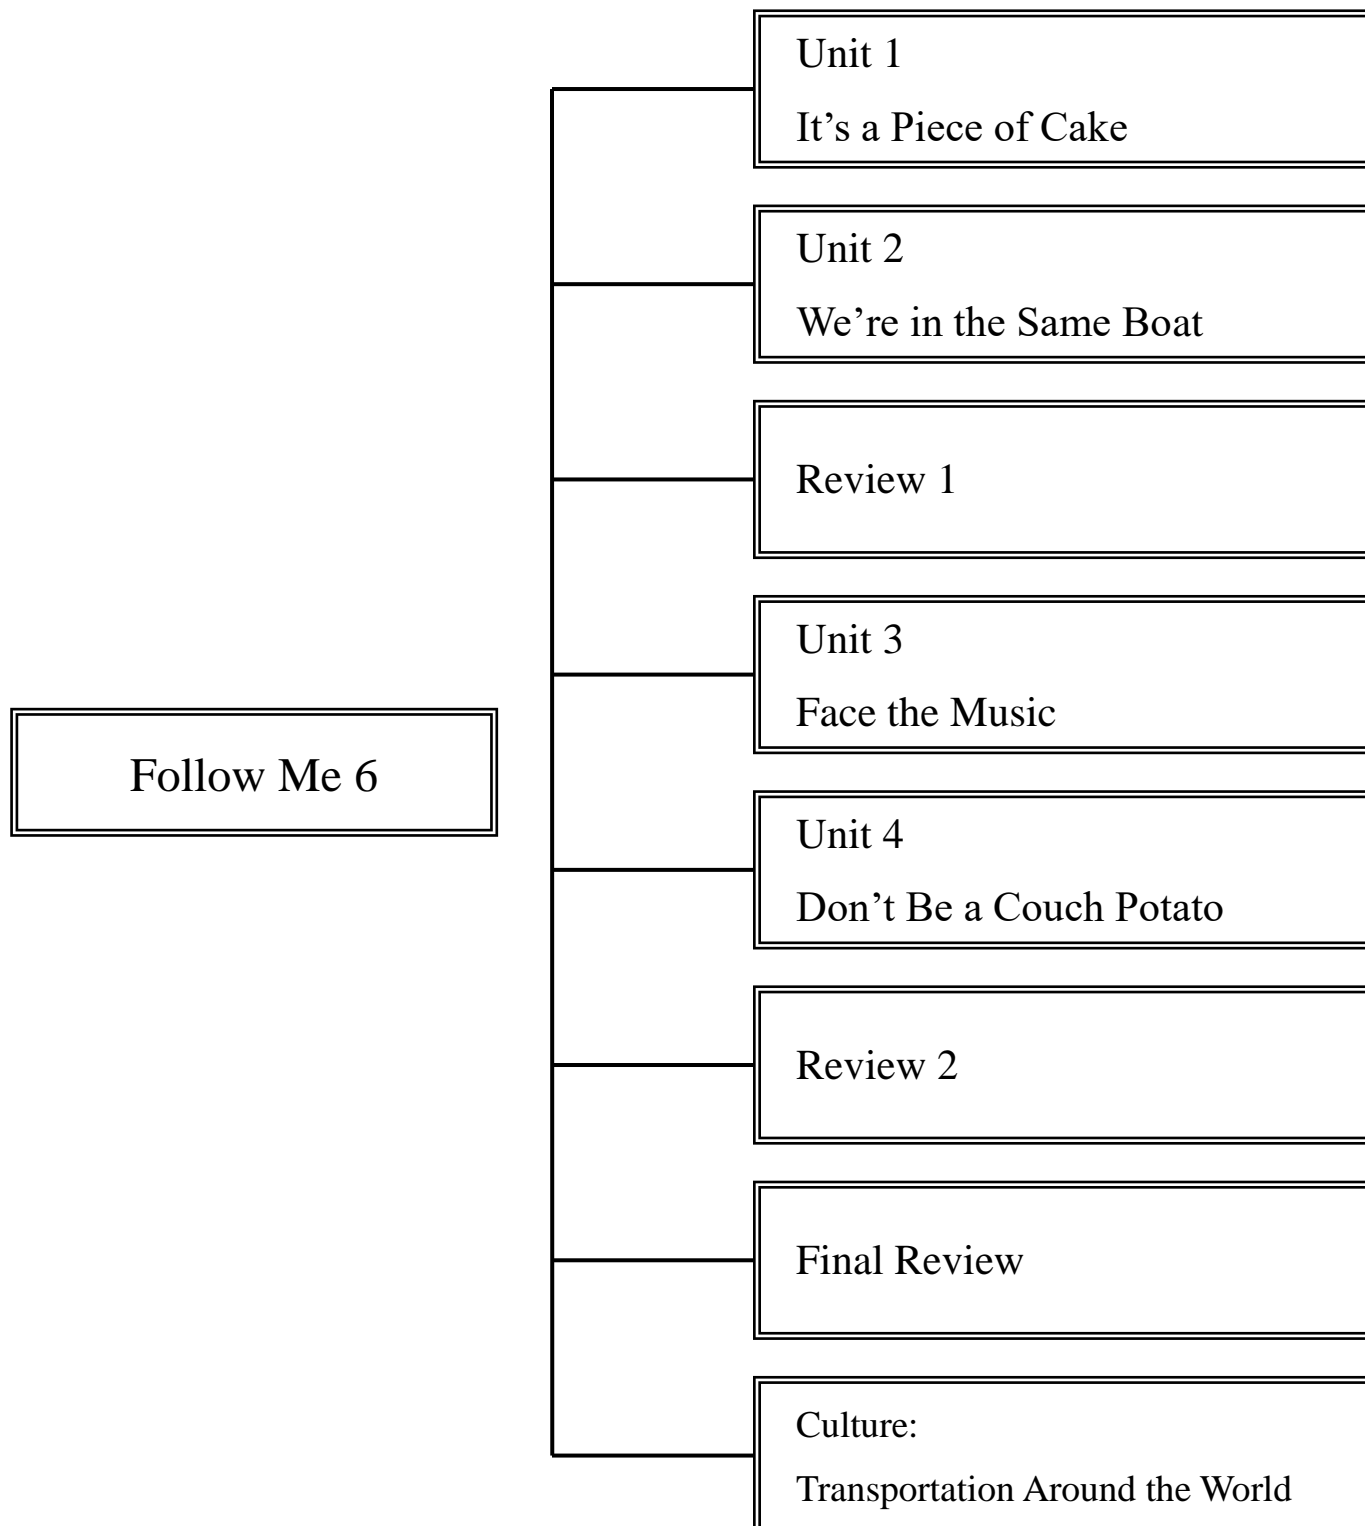 Unit 1
It’s a Piece of Cake
Unit 2
We’re in the Same Boat
Review 1
Unit 3
Face the Music
Follow Me 6
Unit 4
Don’t Be a Couch Potato
Review 2
Final Review
Culture:
Transportation Around the World